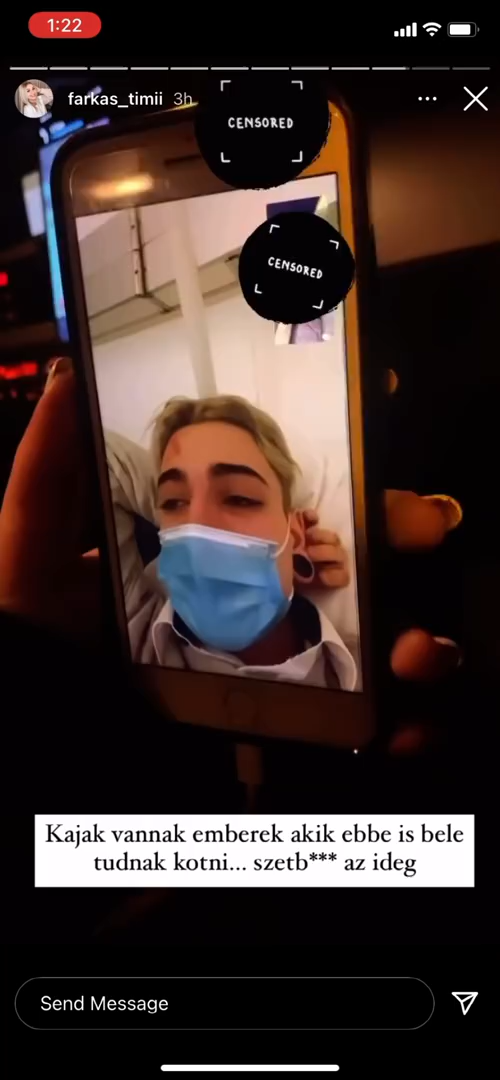 1:22
farkas_timii 3h
CENSORED
CENSORED
Kajak vannak emberek akik ebbe is bele
tudnak kotni... szetb*** az ideg
Send Message